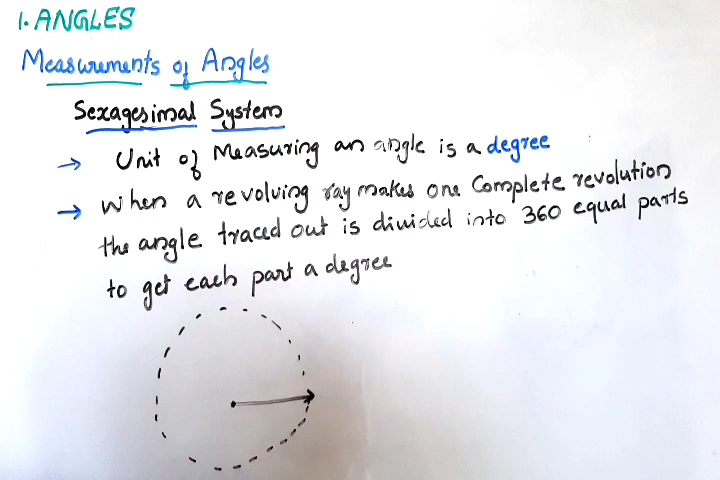 1. ANGLES
Measurements of Angles
Sexagesimal System
→ Unit of Measuring an angle is a degree
→ When a revolving ray makes one Complete revolution
the angle traced out is divided into 360 equal parts
to get each part a degree